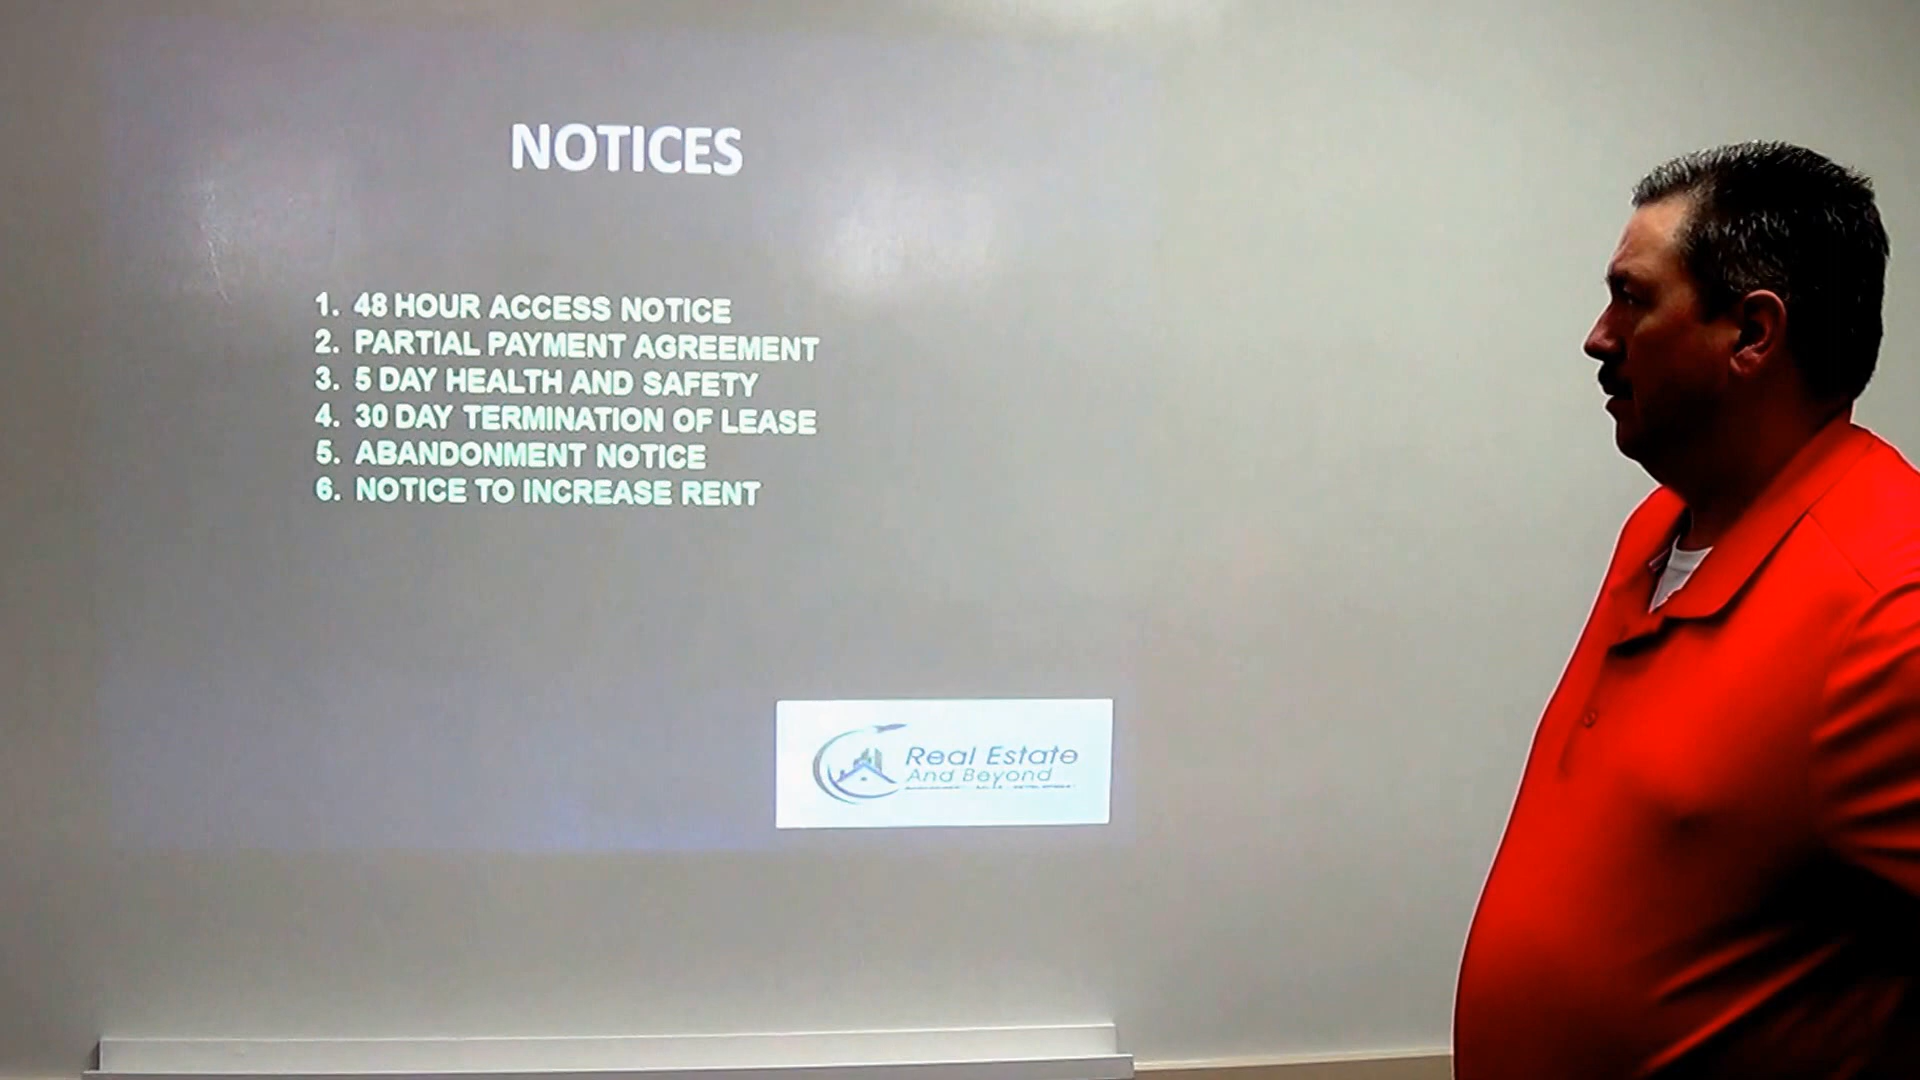 NOTICES
1. 48 HOUR ACCESS NOTICE
2. PARTIAL PAYMENT AGREEMENT
3. 5 DAY HEALTH AND SAFETY
4. 30 DAY TERMINATION OF LEASE
5. ABANDONMENT NOTICE
6. NOTICE TO INCREASE RENT
Real Estate
And Beyond